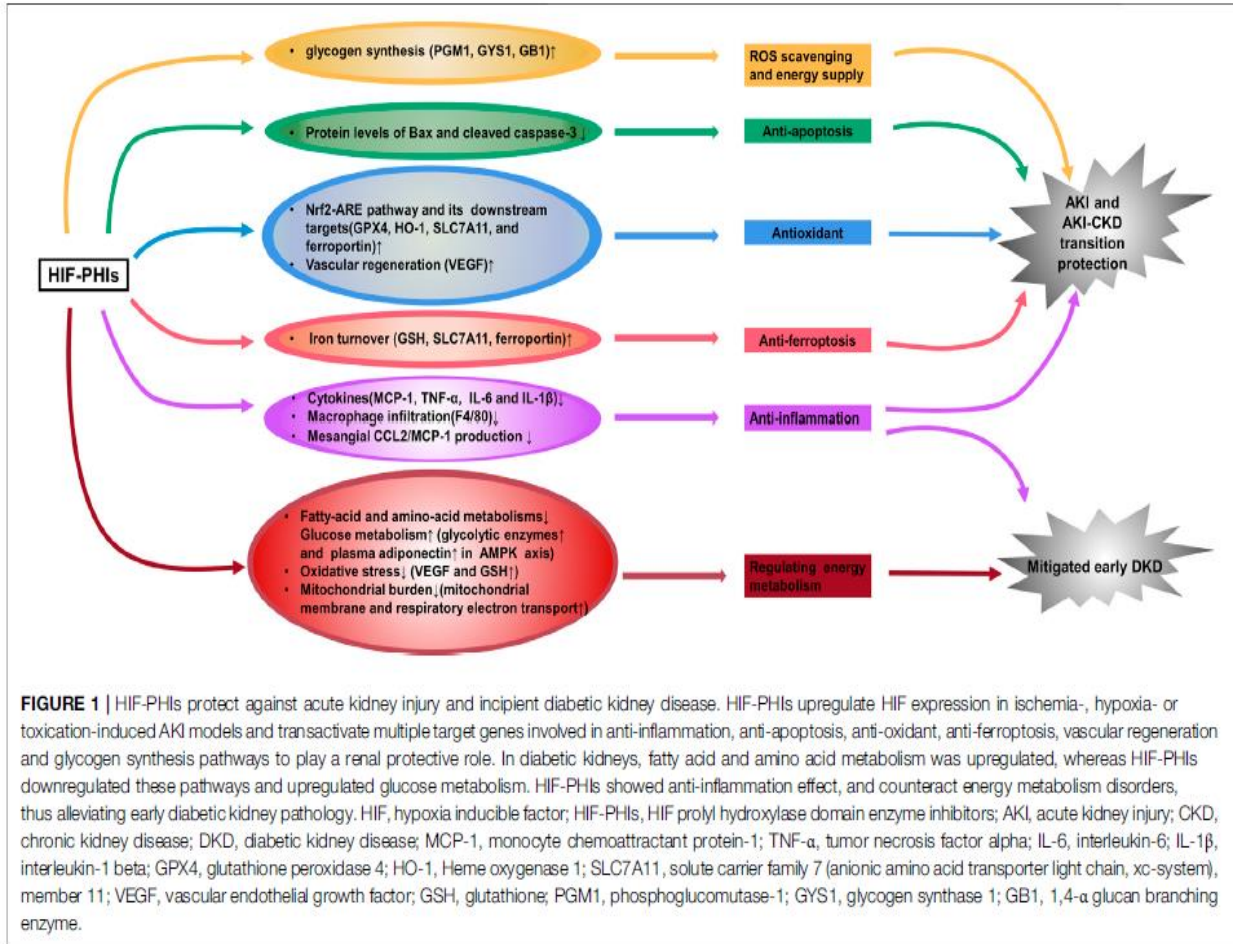 • glycogen synthesis (PGM1, GYS1, GB1)↑
ROS scavenging
and energy supply
• Protein levels of Bax and cleaved caspase-3↓
Anti-apoptosis
• Nrf2-ARE pathway and its downstream
targets(GPX4, HO-1, SLC7A11, and
ferroportin)↑
• Vascular regeneration (VEGF)↑
Antioxidant
AKI and
AKI-CKD
transition
protection
HIF-PHIs
• Iron turnover (GSH, SLC7A11, ferroportin)↑
Anti-ferroptosis
• Cytokines(MCP-1, TNF-α, IL-6 and IL-1β)↓
• Macrophage infiltration(F4/80)↓
• Mesangial CCL2/MCP-1 production ↓
Anti-inflammation
• Fatty-acid and amino-acid metabolisms↓
Glucose metabolism↑ (glycolytic enzymes↑
and plasma adiponectin↑ in AMPK axis)
• Oxidative stress↓ (VEGF and GSH↑)
• Mitochondrial burden↓(mitochondrial
membrane and respiratory electron transport↑)
Regulating energy
metabolism
Mitigated early DKD
FIGURE 1 | HIF-PHIs protect against acute kidney injury and incipient diabetic kidney disease. HIF-PHIs upregulate HIF expression in ischemia-, hypoxia- or
toxication-induced AKI models and transactivate multiple target genes involved in anti-inflammation, anti-apoptosis, anti-oxidant, anti-ferroptosis, vascular regeneration
and glycogen synthesis pathways to play a renal protective role. In diabetic kidneys, fatty acid and amino acid metabolism was upregulated, whereas HIF-PHIs
downregulated these pathways and upregulated glucose metabolism. HIF-PHIs showed anti-inflammation effect, and counteract energy metabolism disorders,
thus alleviating early diabetic kidney pathology. HIF, hypoxia inducible factor; HIF-PHIs, HIF prolyl hydroxylase domain enzyme inhibitors; AKI, acute kidney injury; CKD,
chronic kidney disease; DKD, diabetic kidney disease; MCP-1, monocyte chemoattractant protein-1; TNF-α, tumor necrosis factor alpha; IL-6, interleukin-6; IL-1β,
interleukin-1 beta; GPX4, glutathione peroxidase 4; HO-1, Heme oxygenase 1; SLC7A11, solute carrier family 7 (anionic amino acid transporter light chain, xc-system),
member 11; VEGF, vascular endothelial growth factor; GSH, glutathione; PGM1, phosphoglucomutase-1; GYS1, glycogen synthase 1; GB1, 1,4-α glucan branching
enzyme.